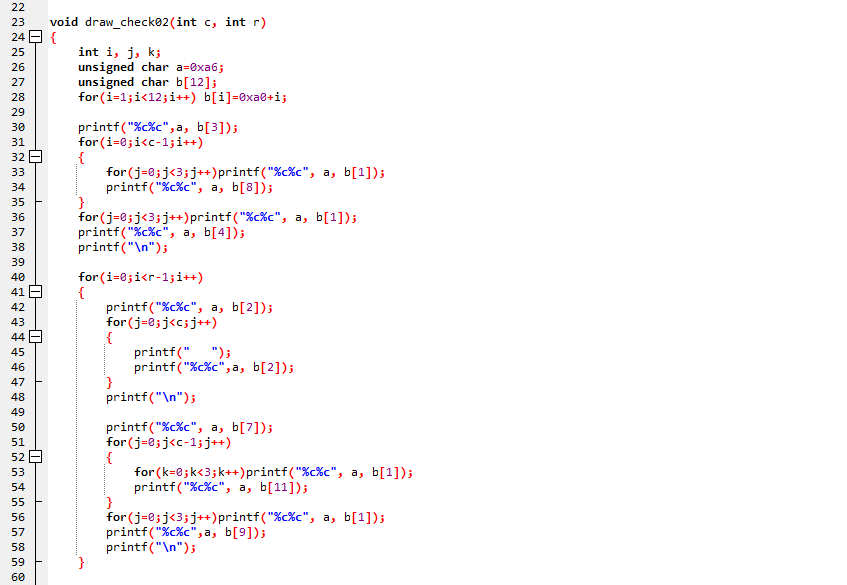 22
23 void draw_check02(int c, int r)
24 {
25     int i, j, k;
26     unsigned char a=0xa6;
27     unsigned char b[12];
28     for(i=1;i<12;i++) b[i]=0xa0+i;
29
30     printf("%c%c",a, b[3]);
31     for(i=0;i<c-1;i++)
32     {
33         for(j=0;j<3;j++)printf("%c%c", a, b[1]);
34         printf("%c%c", a, b[8]);
35     }
36     for(j=0;j<3;j++)printf("%c%c", a, b[1]);
37     printf("%c%c", a, b[4]);
38     printf("\n");
39
40     for(i=0;i<r-1;i++)
41     {
42         printf("%c%c", a, b[2]);
43         for(j=0;j<c;j++)
44         {
45             printf("   ");
46             printf("%c%c",a, b[2]);
47         }
48         printf("\n");
49
50         printf("%c%c", a, b[7]);
51         for(j=0;j<c-1;j++)
52         {
53             for(k=0;k<3;k++)printf("%c%c", a, b[1]);
54             printf("%c%c", a, b[11]);
55         }
56         for(j=0;j<3;j++)printf("%c%c", a, b[1]);
57         printf("%c%c",a, b[9]);
58         printf("\n");
59     }
60